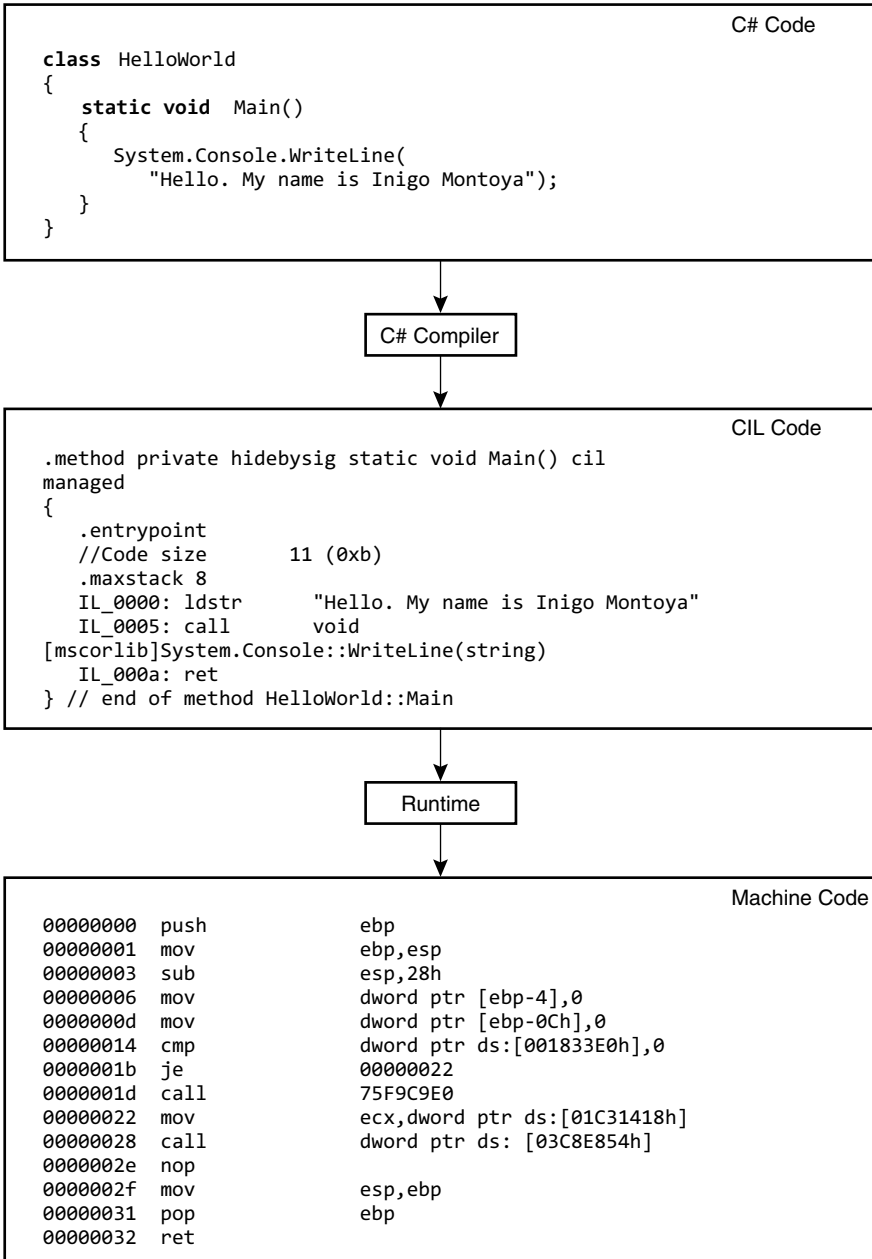 C# Code
class HelloWorld
{
   static void Main()
   {
      System.Console.WriteLine(
         "Hello. My name is Inigo Montoya");
   }
}
C# Compiler
CIL Code
.method private hidebysig static void Main() cil
managed
{
   .entrypoint
   //Code size       11 (0xb)
   .maxstack 8
   IL_0000: ldstr       "Hello. My name is Inigo Montoya"
   IL_0005: call        void
[mscorlib]System.Console::WriteLine(string)
   IL_000a: ret
} // end of method HelloWorld::Main
Runtime
Machine Code
00000000  push            ebp
00000001  mov             ebp,esp
00000003  sub             esp,28h
00000006  mov             dword ptr [ebp-4],0
0000000d  mov             dword ptr [ebp-0Ch],0
00000014  cmp             dword ptr ds:[001833E0h],0
0000001b  je              00000022
0000001d  call            75F9C9E0
00000022  mov             ecx,dword ptr ds:[01C31418h]
00000028  call            dword ptr ds: [03C8E854h]
0000002e  nop
0000002f  mov             esp,ebp
00000031  pop             ebp
00000032  ret